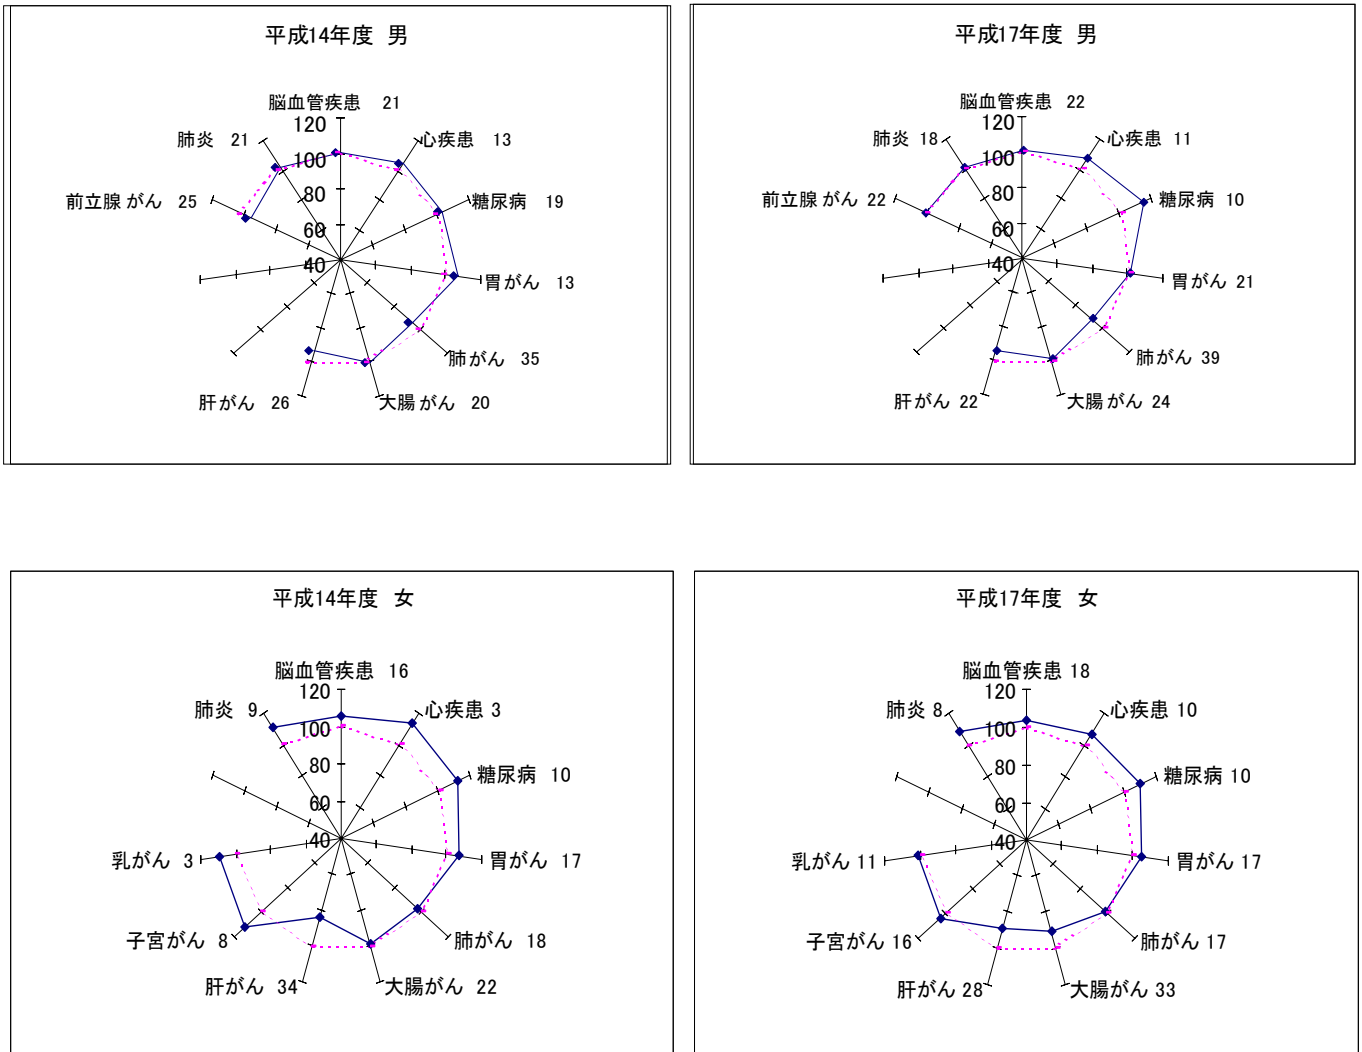 平成14年度 男
脳血管疾患 21
心疾患 13
糖尿病 19
胃がん 13
肺がん 35
大腸がん 20
肝がん 26
前立腺がん 25
肺炎 21
120
100
80
60
40
平成17年度 男
脳血管疾患 22
心疾患 11
糖尿病 10
胃がん 21
肺がん 39
大腸がん 24
肝がん 22
前立腺がん 22
肺炎 18
120
100
80
60
40
平成14年度 女
脳血管疾患 16
心疾患 3
糖尿病 10
胃がん 17
肺がん 18
大腸がん 22
肝がん 34
子宮がん 8
乳がん 3
肺炎 9
120
100
80
60
40
平成17年度 女
脳血管疾患 18
心疾患 10
糖尿病 10
胃がん 17
肺がん 17
大腸がん 33
肝がん 28
子宮がん 16
乳がん 11
肺炎 8
120
100
80
60
40